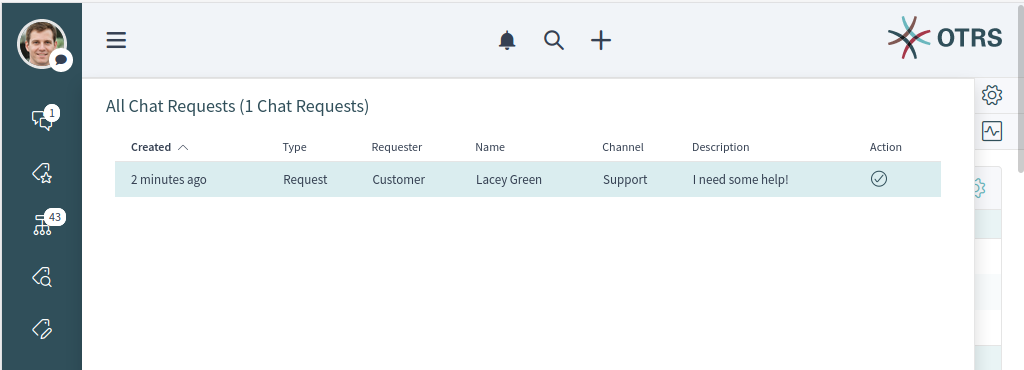 OTRS
1
43
All Chat Requests (1 Chat Requests)
Created Type Requester Name Channel Description Action
2 minutes ago Request Customer Lacey Green Support I need some help!